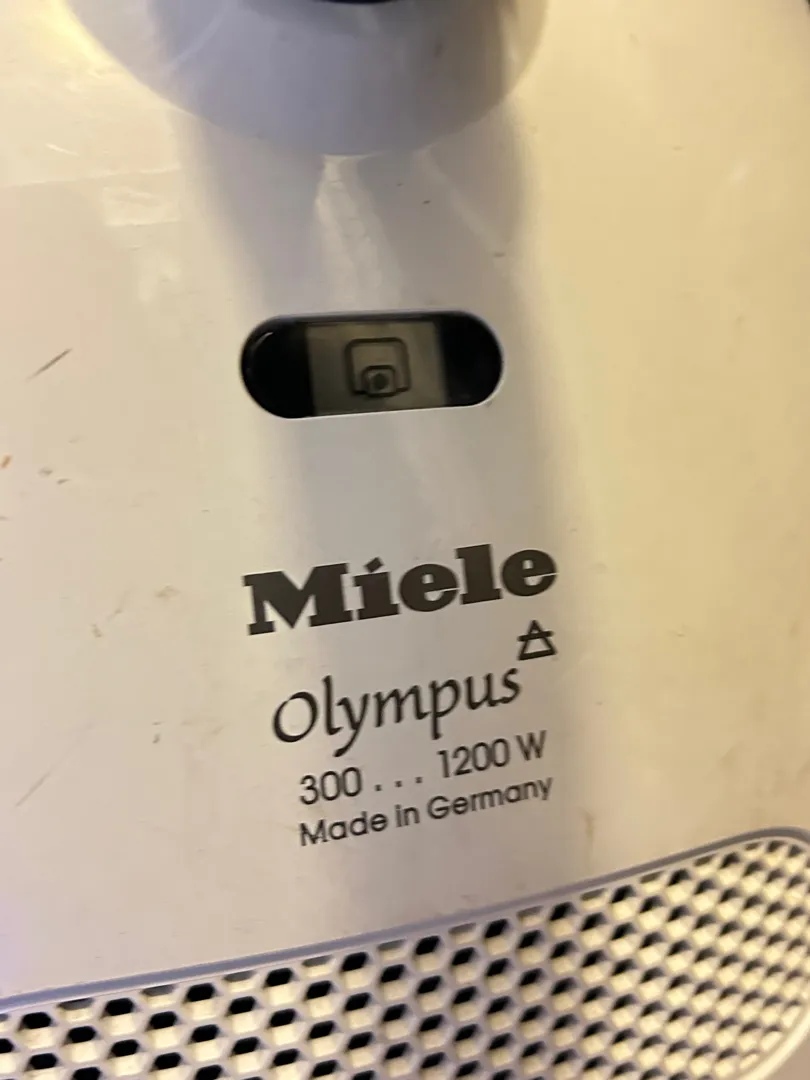 Miele
Olympus
300 . . . 1200 W
Made in Germany